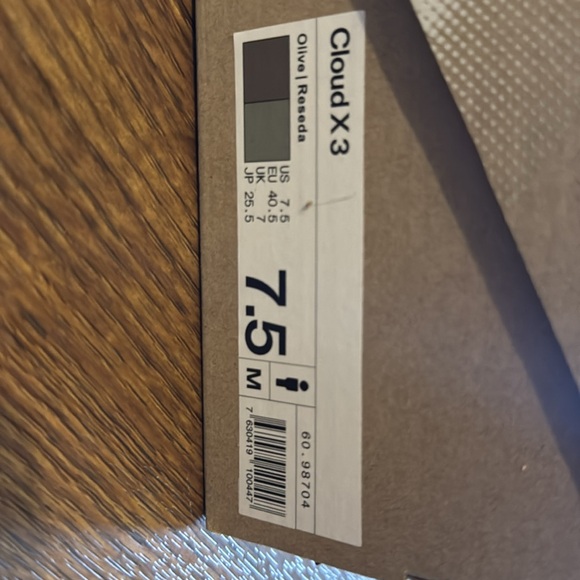 Cloud X 3
Olive | Reseda
US 7.5
EU 40.5
UK 7
JP 25.5
7.5
M
60.98704
7 630419 100447